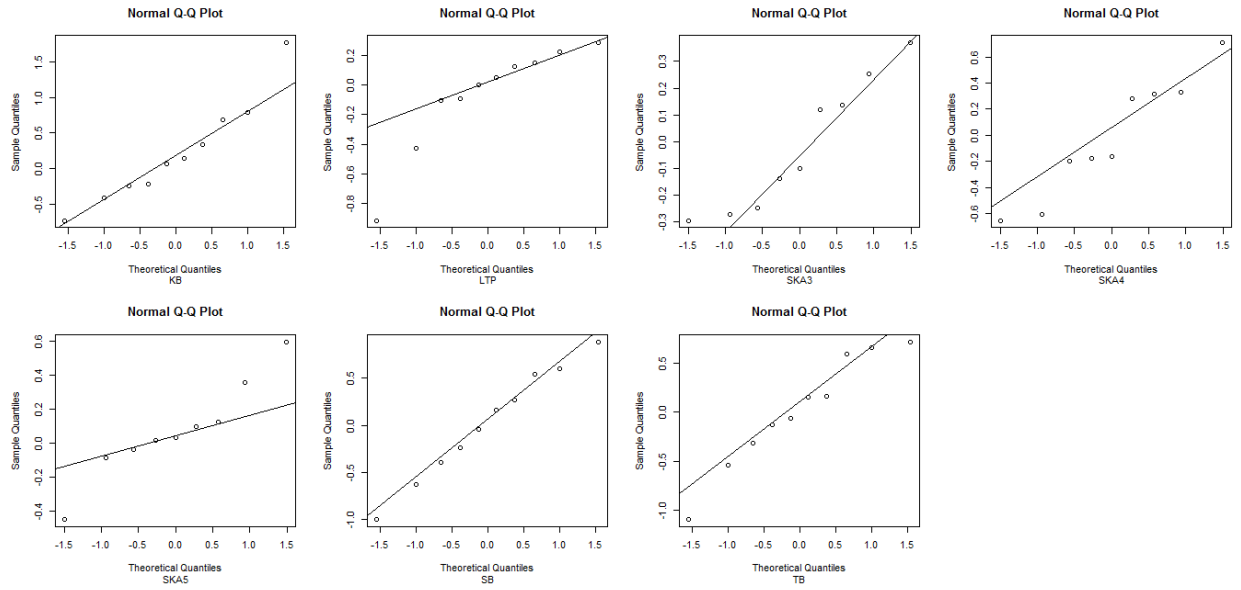 Normal Q-Q Plot
Sample Quantiles
-0.5 0.0 0.5 1.0 1.5
-1.5 -1.0 -0.5 0.0 0.5 1.0 1.5
Theoretical Quantiles
KB
Normal Q-Q Plot
Sample Quantiles
-0.8 -0.6 -0.4 -0.2 0.0 0.2
-1.5 -1.0 -0.5 0.0 0.5 1.0 1.5
Theoretical Quantiles
LTP
Normal Q-Q Plot
Sample Quantiles
-0.3 -0.2 -0.1 0.0 0.1 0.2 0.3
-1.5 -1.0 -0.5 0.0 0.5 1.0 1.5
Theoretical Quantiles
SKA3
Normal Q-Q Plot
Sample Quantiles
-0.6 -0.4 -0.2 0.0 0.2 0.4 0.6
-1.5 -1.0 -0.5 0.0 0.5 1.0 1.5
Theoretical Quantiles
SKA4
Normal Q-Q Plot
Sample Quantiles
-0.4 -0.2 0.0 0.2 0.4 0.6
-1.5 -1.0 -0.5 0.0 0.5 1.0 1.5
Theoretical Quantiles
SKA5
Normal Q-Q Plot
Sample Quantiles
-1.0 -0.5 0.0 0.5
-1.5 -1.0 -0.5 0.0 0.5 1.0 1.5
Theoretical Quantiles
SB
Normal Q-Q Plot
Sample Quantiles
-1.0 -0.5 0.0 0.5
-1.5 -1.0 -0.5 0.0 0.5 1.0 1.5
Theoretical Quantiles
TB